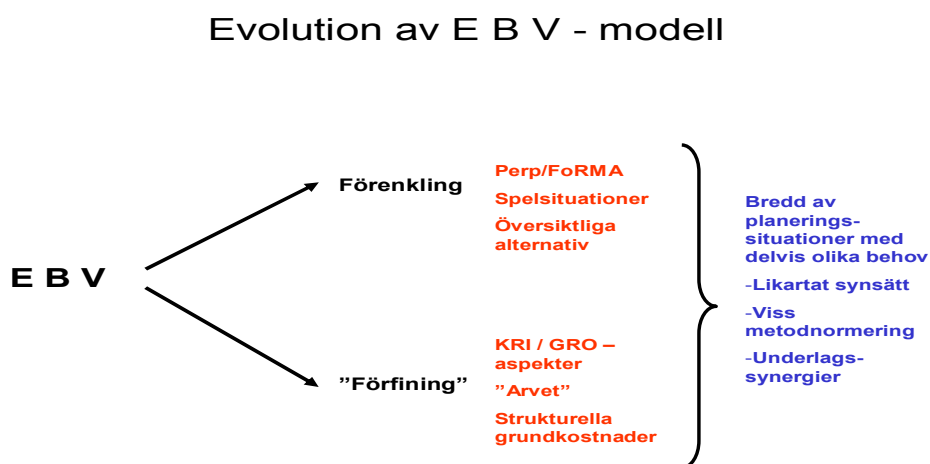 Evolution av E B V - modell
E B V
Förenkling
Perp/FoRMA
Spelsituationer
Översiktliga
alternativ
”Förfining”
KRI / GRO –
aspekter
”Arvet”
Strukturella
grundkostnader
Bredd av
planerings-
situationer med
delvis olika behov
-Likartat synsätt
-Viss
metodnormering
-Underlags-
synergier